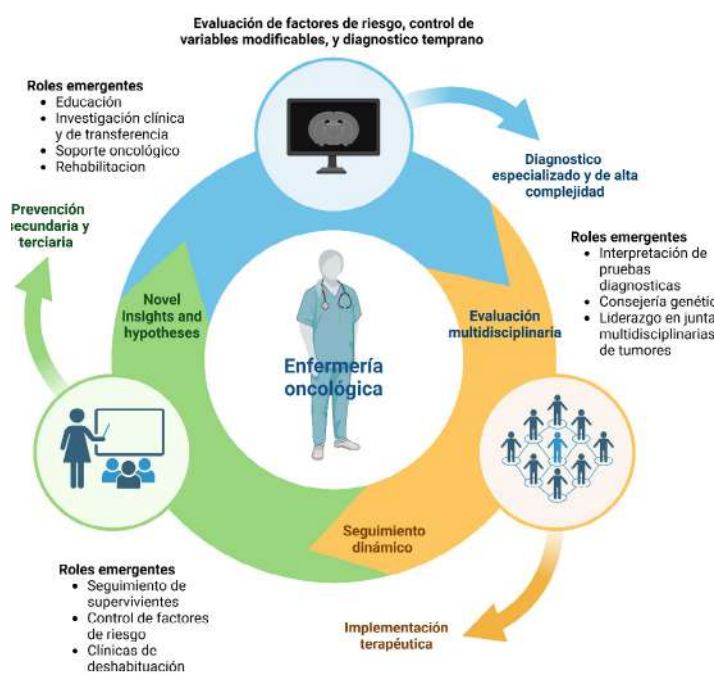 Evaluación de factores de riesgo, control de
variables modificables, y diagnostico temprano
Roles emergentes
• Educación
• Investigación clínica
y de transferencia
• Soporte oncológico
• Rehabilitacion
Diagnostico
especializado y de alta
complejidad
Prevención
secundaria y
terciaria
Roles emergentes
• Interpretación de
pruebas
diagnosticas
• Consejería genétic
• Liderazgo en junta
multidisciplinarias
de tumores
Novel
Insights and
hypotheses
Evaluación
multidisciplinaria
Enfermería
oncológica
Seguimiento
dinámico
Roles emergentes
• Seguimiento de
supervivientes
• Control de factores
de riesgo
• Clínicas de
deshabituación
Implementación
terapéutica